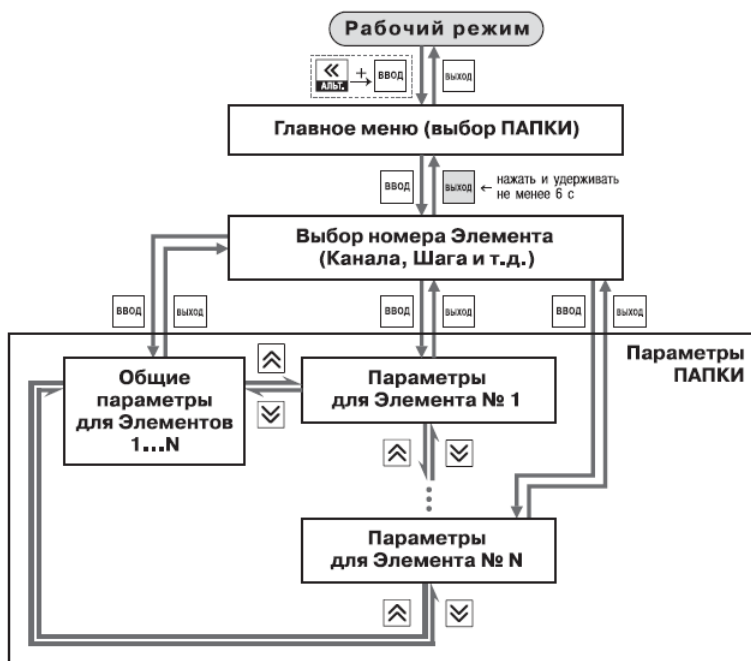 Рабочий режим
АЛЬТ.
+
ВВОД
ВЫХОД
Главное меню (выбор ПАПКИ)
ВВОД
ВЫХОД
← нажать и удерживать
не менее 6 с
Выбор номера Элемента
(Канала, Шага и т.д.)
ВВОД
ВЫХОД
ВВОД
ВЫХОД
ВВОД
ВЫХОД
Параметры
ПАПКИ
Общие
параметры
для Элементов
1...N
Параметры
для Элемента № 1
Параметры
для Элемента № N